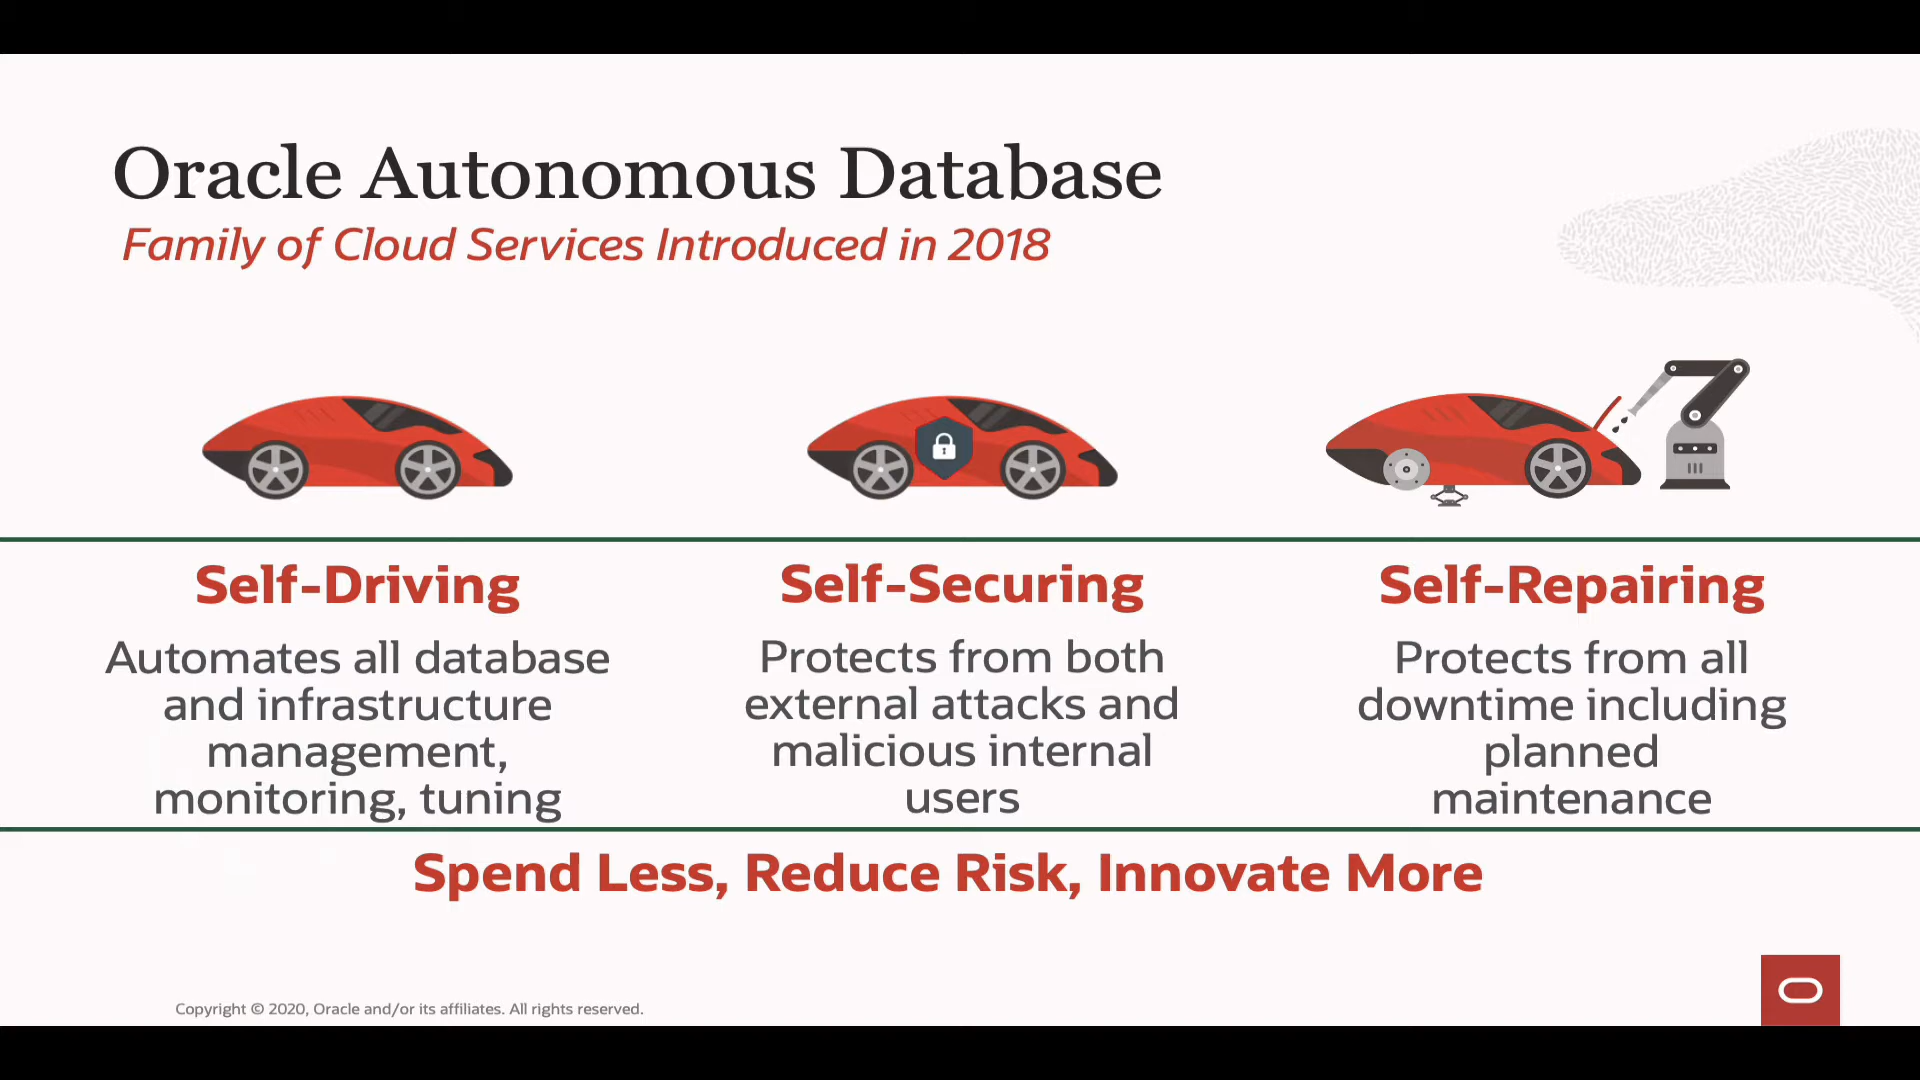 Oracle Autonomous Database
Family of Cloud Services Introduced in 2018
Self-Driving
Automates all database
and infrastructure
management,
monitoring, tuning
Self-Securing
Protects from both
external attacks and
malicious internal
users
Self-Repairing
Protects from all
downtime including
planned
maintenance
Spend Less, Reduce Risk, Innovate More
Copyright © 2020, Oracle and/or its affiliates. All rights reserved.